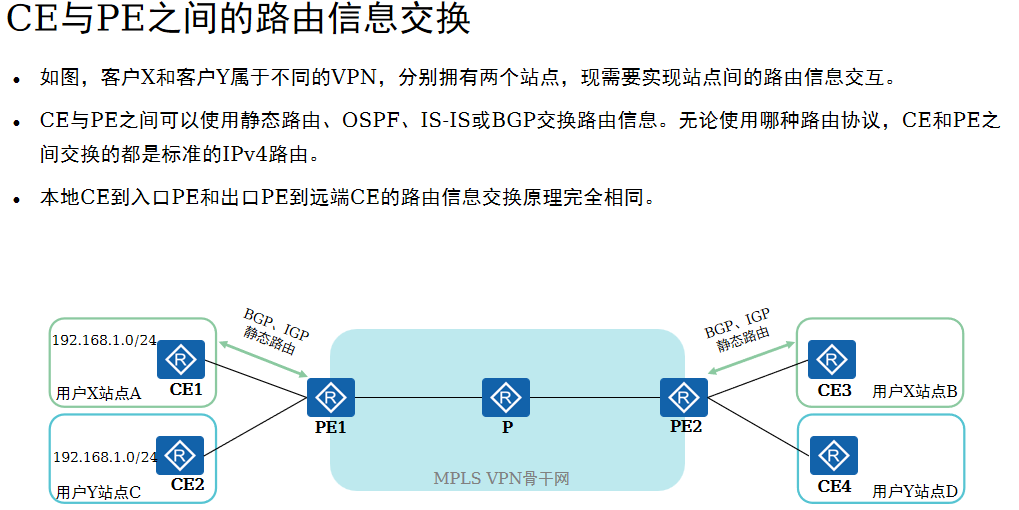 CE与PE之间的路由信息交换
• 如图，客户X和客户Y属于不同的VPN，分别拥有两个站点，现需要实现站点间的路由信息交互。
• CE与PE之间可以使用静态路由、OSPF、IS-IS或BGP交换路由信息。无论使用哪种路由协议，CE和PE之
间交换的都是标准的IPv4路由。
• 本地CE到入口PE和出口PE到远端CE的路由信息交换原理完全相同。
BGP、IGP
静态路由
BGP、IGP
静态路由
192.168.1.0/24
R
CE1
用户X站点A
R
CE3
用户X站点B
R
PE1
R
P
R
PE2
192.168.1.0/24
R
CE2
用户Y站点C
R
CE4
用户Y站点D
MPLS VPN骨干网